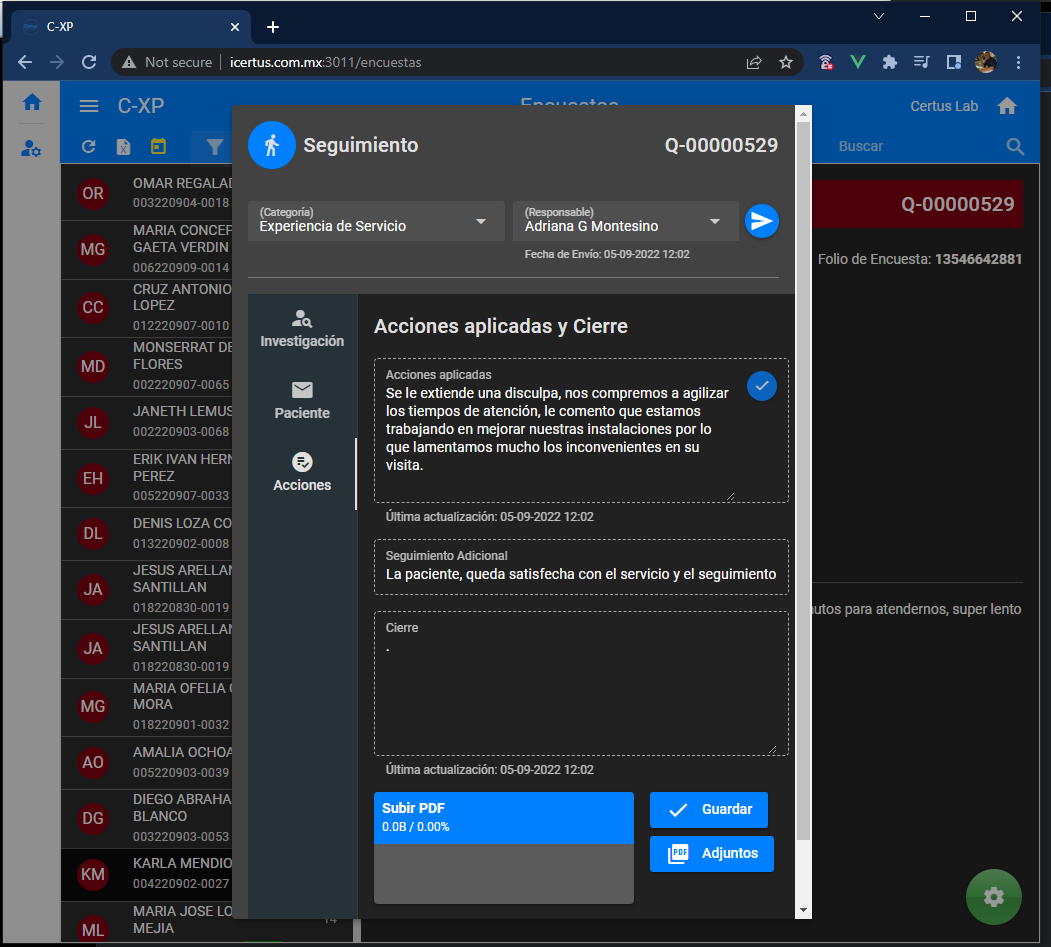 C-XP
Not secure
icertus.com.mx:3011/encuestas
C-XP
Encuestas
Certus Lab
Buscar
OR
OMAR REGALAD
003220904-0018
MG
MARIA CONCEP
GAETA VERDIN
006220909-0014
CC
CRUZ ANTONIO
LOPEZ
012220907-0010
MD
MONSERRAT DE
FLORES
002220907-0065
JL
JANETH LEMUS
002220903-0068
EH
ERIK IVAN HERN
PEREZ
005220907-0033
DL
DENIS LOZA CO
013220902-0008
JA
JESUS ARELLAN
SANTILLAN
018220830-0019
JA
JESUS ARELLAN
SANTILLAN
018220830-0019
MG
MARIA OFELIA
MORA
018220901-0032
AO
AMALIA OCHOA
005220903-0039
DG
DIEGO ABRAHA
BLANCO
003220903-0053
KM
KARLA MENDIO
004220902-0027
ML
MARIA JOSE LO
MEJIA
14
Seguimiento
Q-00000529
(Categoría)
Experiencia de Servicio
(Responsable)
Adriana G Montesino
Fecha de Envío: 05-09-2022 12:02
Investigación
Paciente
Acciones
Acciones aplicadas y Cierre
Acciones aplicadas
Se le extiende una disculpa, nos compremos a agilizar
los tiempos de atención, le comento que estamos
trabajando en mejorar nuestras instalaciones por lo
que lamentamos mucho los inconvenientes en su
visita.
Última actualización: 05-09-2022 12:02
Seguimiento Adicional
La paciente, queda satisfecha con el servicio y el seguimiento
Cierre
.
Última actualización: 05-09-2022 12:02
Subir PDF
0.0B / 0.00%
Guardar
PDF
Adjuntos
Q-00000529
Folio de Encuesta: 13546642881
nutos para atendernos, super lento